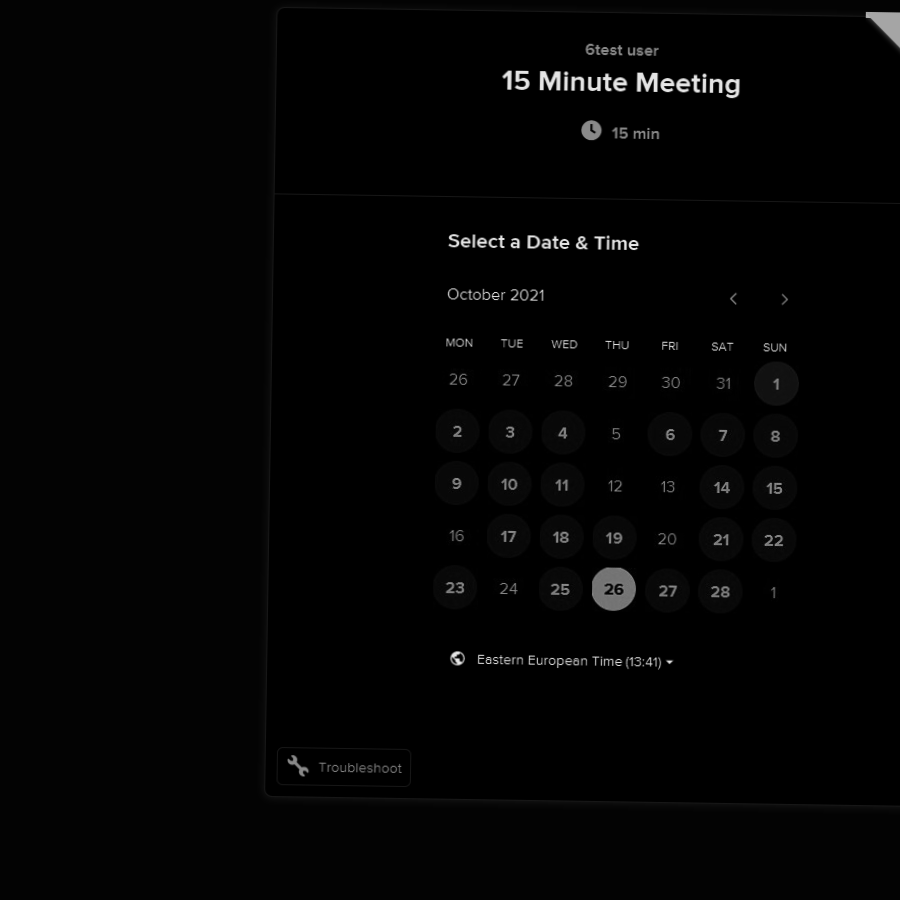 6test user
15 Minute Meeting
15 min
Select a Date & Time
October 2021
MON TUE WED THU FRI SAT SUN
26 27 28 29 30 31 1
2 3 4 5 6 7 8
9 10 11 12 13 14 15
16 17 18 19 20 21 22
23 24 25 26 27 28 1
Eastern European Time (13:41)
Troubleshoot